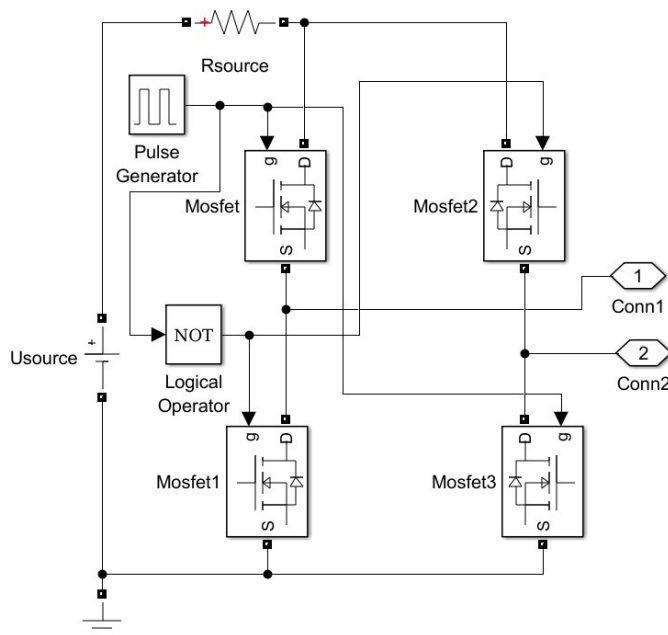 Rsource
Pulse
Generator
g
D
Mosfet
S
D
g
Mosfet2
S
1
Conn1
NOT
Logical
Operator
Usource
2
Conn2
g
D
Mosfet1
S
D
g
Mosfet3
S